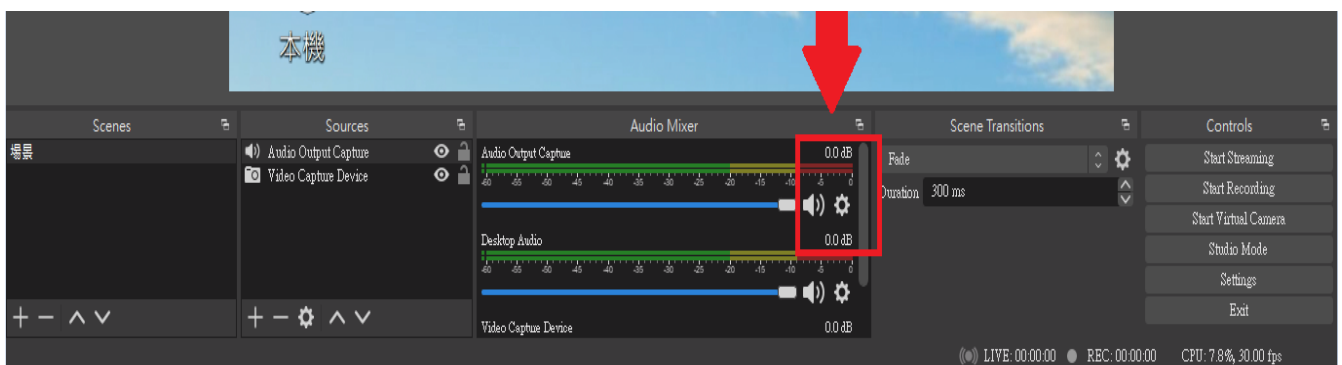 本機
Scenes
場景
Sources
Audio Output Capture
Video Capture Device
Audio Mixer
Audio Output Capture 0.0 dB
-60 -55 -50 -45 -40 -35 -30 -25 -20 -15 -10 -5 0
Desktop Audio 0.0 dB
-60 -55 -50 -45 -40 -35 -30 -25 -20 -15 -10 -5 0
Video Capture Device 0.0 dB
Scene Transitions
Fade
Duration 300 ms
Controls
Start Streaming
Start Recording
Start Virtual Camera
Studio Mode
Settings
Exit
LIVE: 00:00:00 REC: 00:00:00 CPU: 7.8%, 30.00 fps